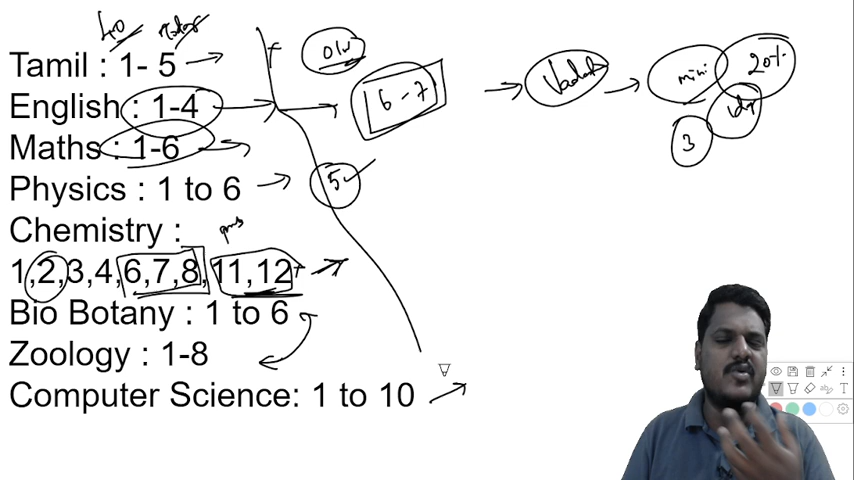 Tamil : 1- 5
English : 1-4
6 - 7
20%
mini
Maths : 1-6
3
Physics : 1 to 6
5
Chemistry :
1,2,3,4,6,7,8,11,12
Bio Botany : 1 to 6
Zoology : 1-8
Computer Science: 1 to 10